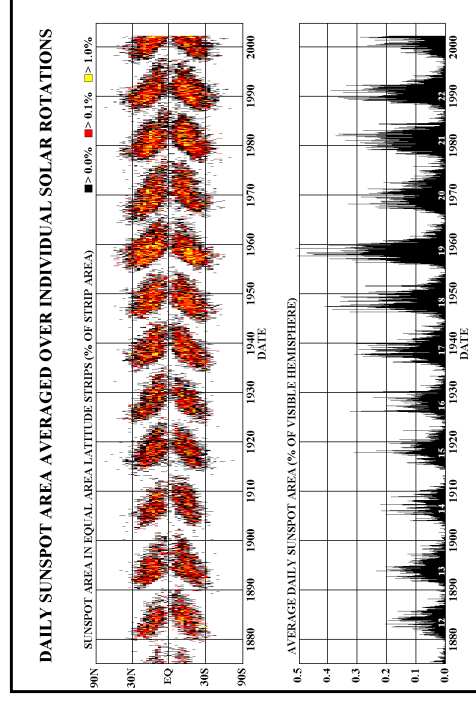 DAILY SUNSPOT AREA AVERAGED OVER INDIVIDUAL SOLAR ROTATIONS
SUNSPOT AREA IN EQUAL AREA LATITUDE STRIPS (% OF STRIP AREA) > 0.0% > 0.1% > 1.0%
90N
30N
EQ
30S
90S
1880 1890 1900 1910 1920 1930 1940 1950 1960 1970 1980 1990 2000
DATE
AVERAGE DAILY SUNSPOT AREA (% OF VISIBLE HEMISPHERE)
0.5
0.4
0.3
0.2
0.1
0.0
12 13 14 15 16 17 18 19 20 21 22
1880 1890 1900 1910 1920 1930 1940 1950 1960 1970 1980 1990 2000
DATE